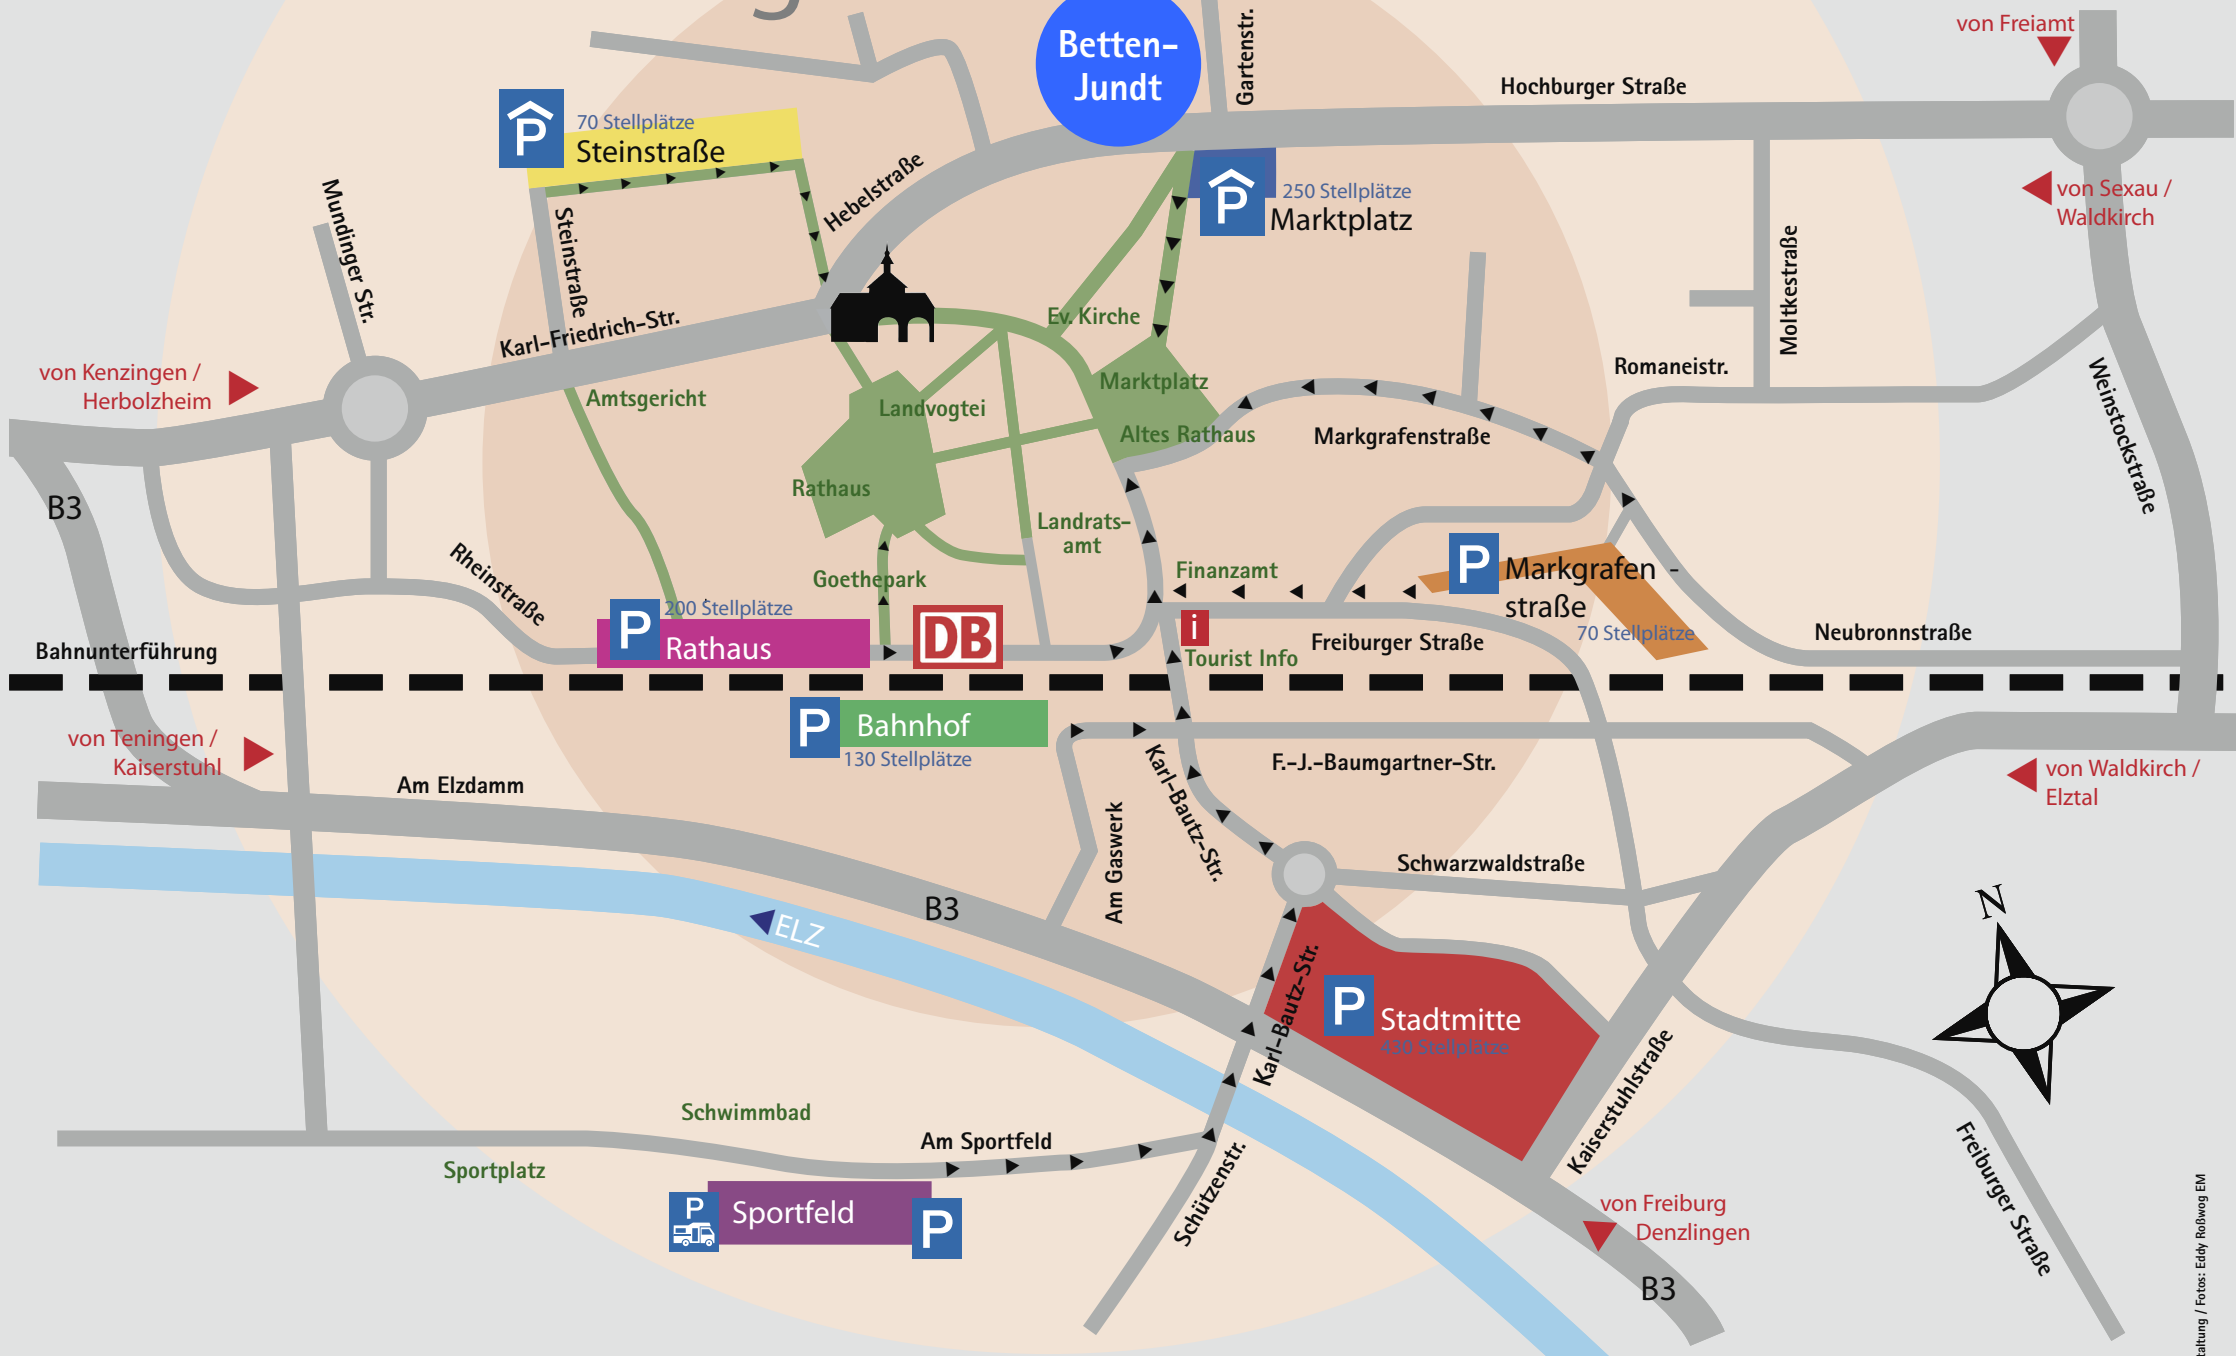 Betten-
Jundt
Gartenstr.
Hochburger Straße
von Freiamt
P
70 Stellplätze
Steinstraße
Hebelstraße
P
250 Stellplätze
Marktplatz
von Sexau /
Waldkirch
Mundinger Str.
Steinstraße
Karl-Friedrich-Str.
Moltkestraße
Ev. Kirche
Romaneistr.
Weinstockstraße
von Kenzingen /
Herbolzheim
Amtsgericht
Landvogtei
Marktplatz
Altes Rathaus
Markgrafenstraße
B3
Rathaus
Landrats-
amt
Rheinstraße
Goethepark
Finanzamt
P
Markgrafen -
straße
70 Stellplätze
P
200 Stellplätze
Rathaus
DB
i
Tourist Info
Freiburger Straße
Neubronnstraße
Bahnunterführung
P
Bahnhof
130 Stellplätze
von Teningen /
Kaiserstuhl
Karl-Bautz-Str.
F.-J.-Baumgartner-Str.
von Waldkirch /
Elztal
Am Elzdamm
Am Gaswerk
Schwarzwaldstraße
B3
ELZ
N
Karl-Bautz-Str.
P
Stadtmitte
430 Stellplätze
Kaiserstuhlstraße
Schwimmbad
Am Sportfeld
Sportplatz
Schützenstr.
Freiburger Straße
P
Sportfeld
P
von Freiburg
Denzlingen
B3
taltung / Fotos: Eddy Roßwog EM